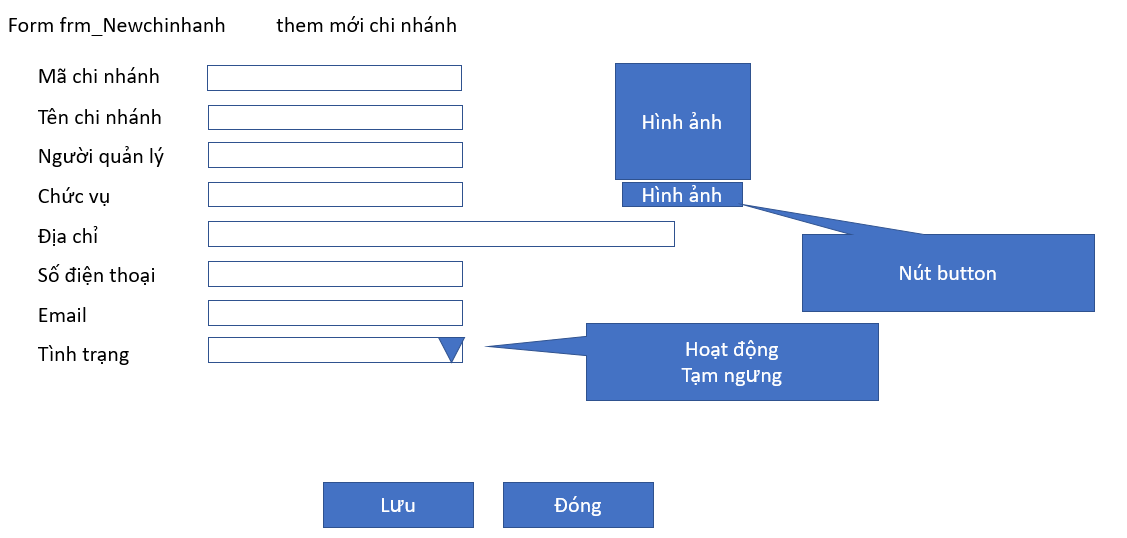 Form frm_Newchinhanh them mới chi nhánh
Mã chi nhánh
Hình ảnh
Tên chi nhánh
Người quản lý
Chức vụ
Hình ảnh
Địa chỉ
Số điện thoại
Nút button
Email
Tình trạng
Hoạt động
Tạm ngưng
Lưu
Đóng